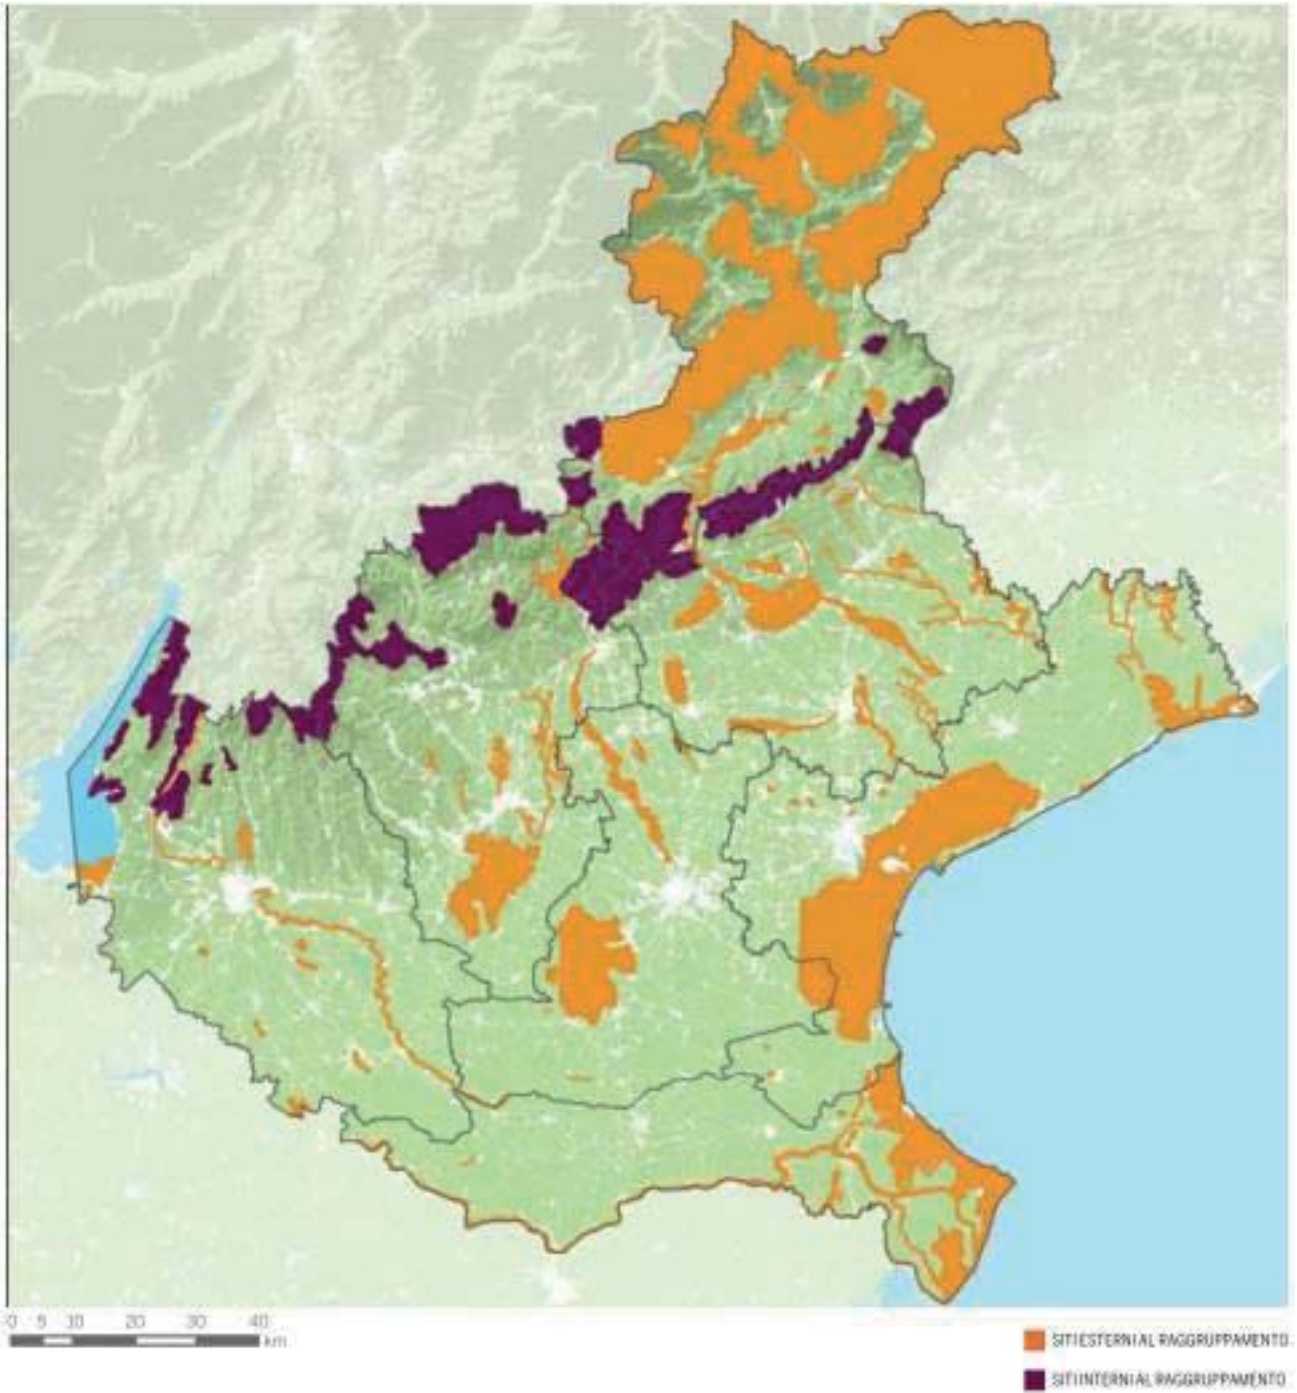 0 5 10 20 30 40
km
SITI ESTERNI AL RAGGRUPPAMENTO
SITI INTERNI AL RAGGRUPPAMENTO